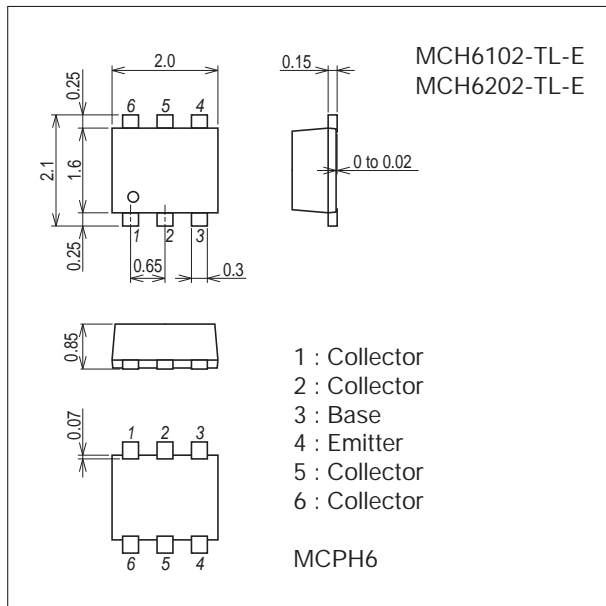 MCH6102-TL-E
MCH6202-TL-E
2.0
0.15
0.25
6 5 4
2.1
1.6
0 to 0.02
0.25
1 2 3
0.65
0.3
0.85
1 : Collector
2 : Collector
3 : Base
4 : Emitter
5 : Collector
6 : Collector
0.07
1 2 3
6 5 4
MCPH6